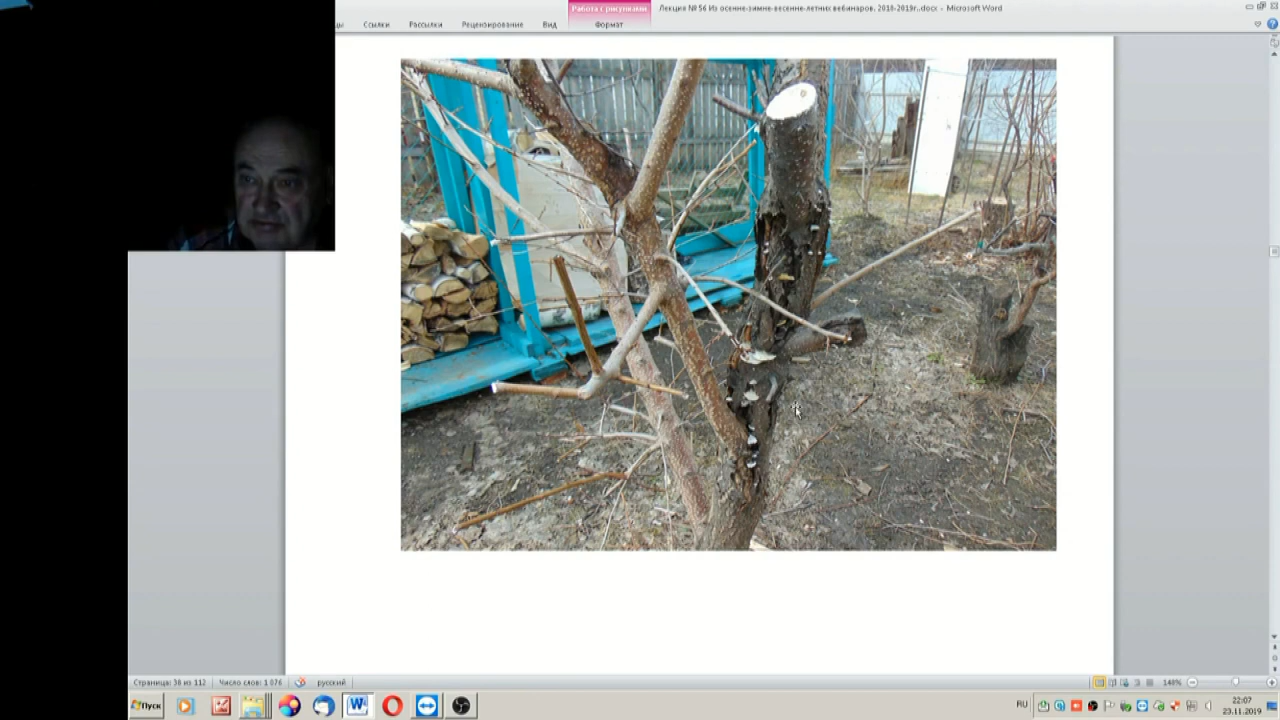 Работа с рисунками
Лекция № 56 Из осенне-зимне-весенне-летних вебинаров, 2018-2019г..docx - Microsoft Word
Ссылки
Рассылки
Рецензирование
Вид
Формат
Страница: 38 из 112
Число слов: 1 076
русский
148%
Пуск
RU
22:07
23.11.2019